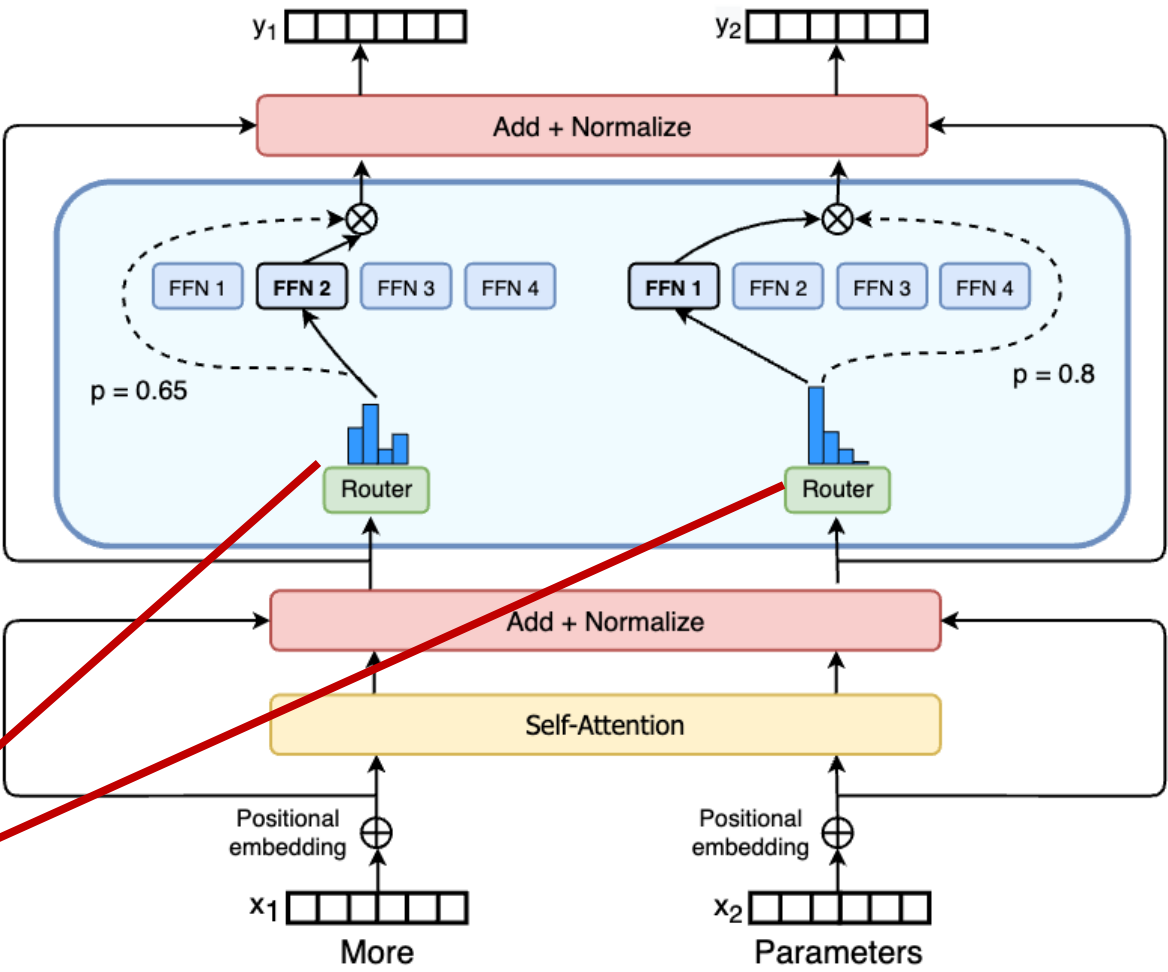 y1 y2
Add + Normalize
FFN 1 FFN 2 FFN 3 FFN 4 FFN 1 FFN 2 FFN 3 FFN 4
p = 0.65 p = 0.8
Router Router
Add + Normalize
Self-Attention
Positional Positional
embedding embedding
x1 x2
More Parameters